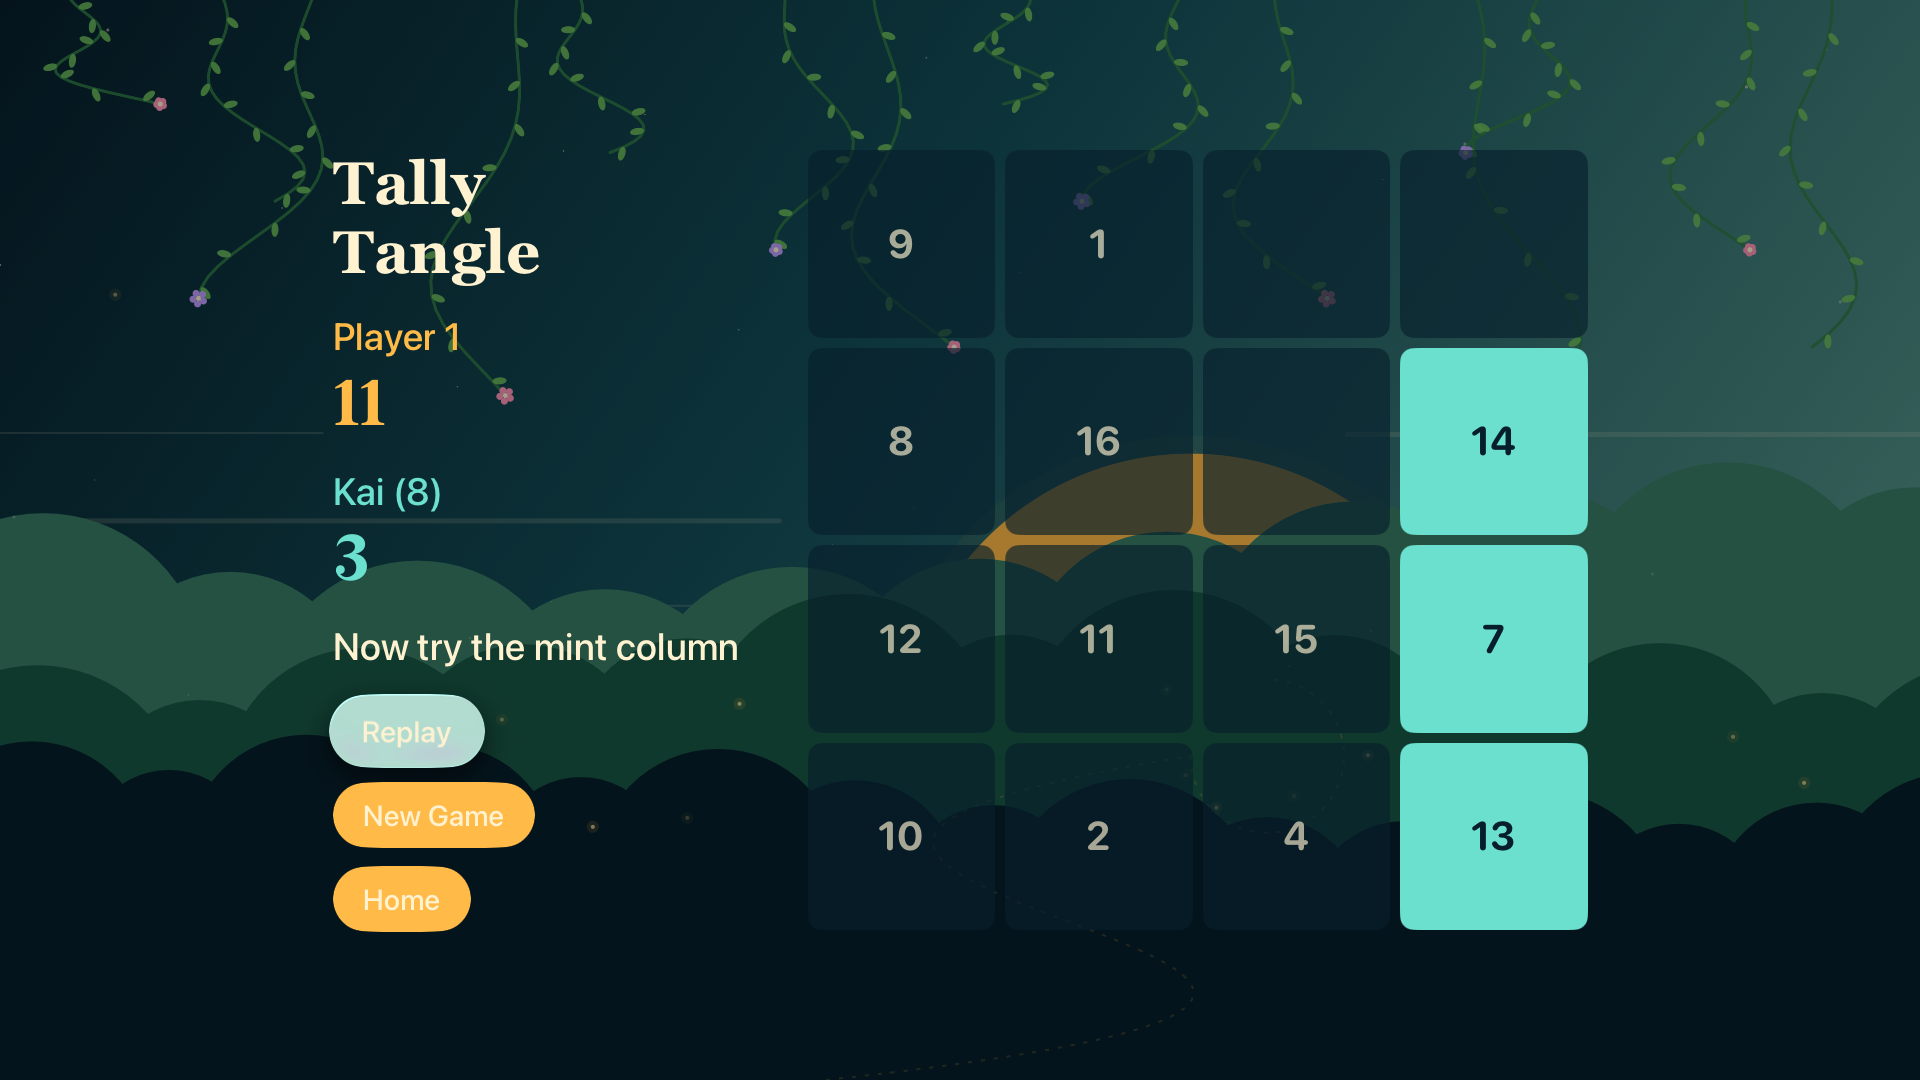 Tally
Tangle
Player 1
11
Kai (8)
3
Now try the mint column
Replay
New Game
Home
9 1
8 16 14
12 11 15 7
10 2 4 13